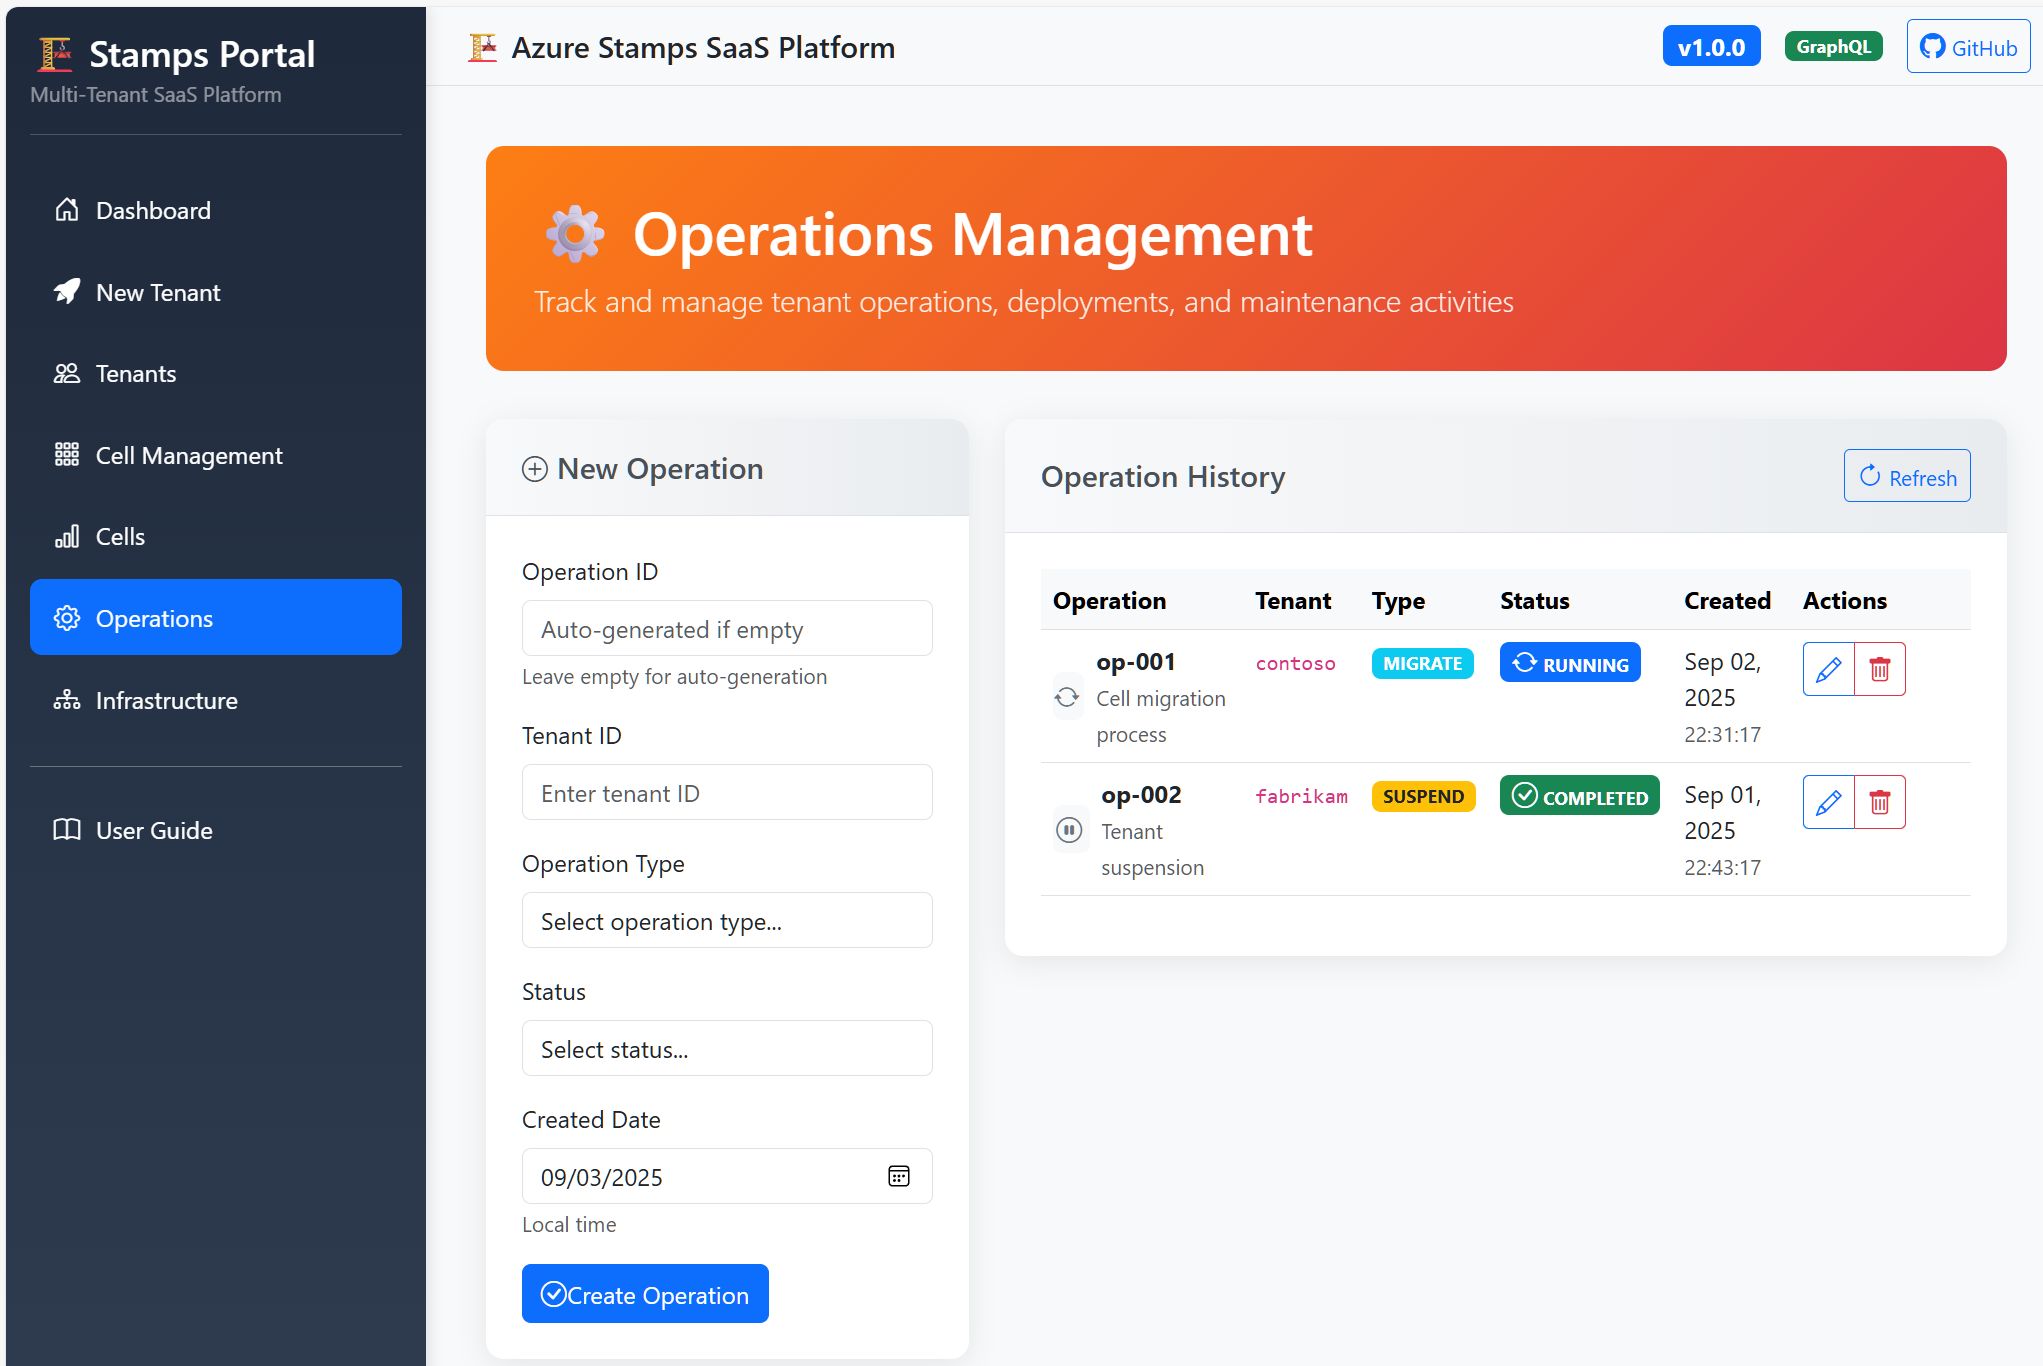 Stamps Portal
Multi-Tenant SaaS Platform
Dashboard
New Tenant
Tenants
Cell Management
Cells
Operations
Infrastructure
User Guide
Azure Stamps SaaS Platform
v1.0.0
GraphQL
GitHub
Operations Management
Track and manage tenant operations, deployments, and maintenance activities
New Operation
Operation ID
Auto-generated if empty
Leave empty for auto-generation
Tenant ID
Enter tenant ID
Operation Type
Select operation type...
Status
Select status...
Created Date
09/03/2025
Local time
Create Operation
Operation History
Refresh
Operation Tenant Type Status Created Actions
op-001 contoso MIGRATE RUNNING Sep 02,
Cell migration 2025
process 22:31:17
op-002 fabrikam SUSPEND COMPLETED Sep 01,
Tenant 2025
suspension 22:43:17